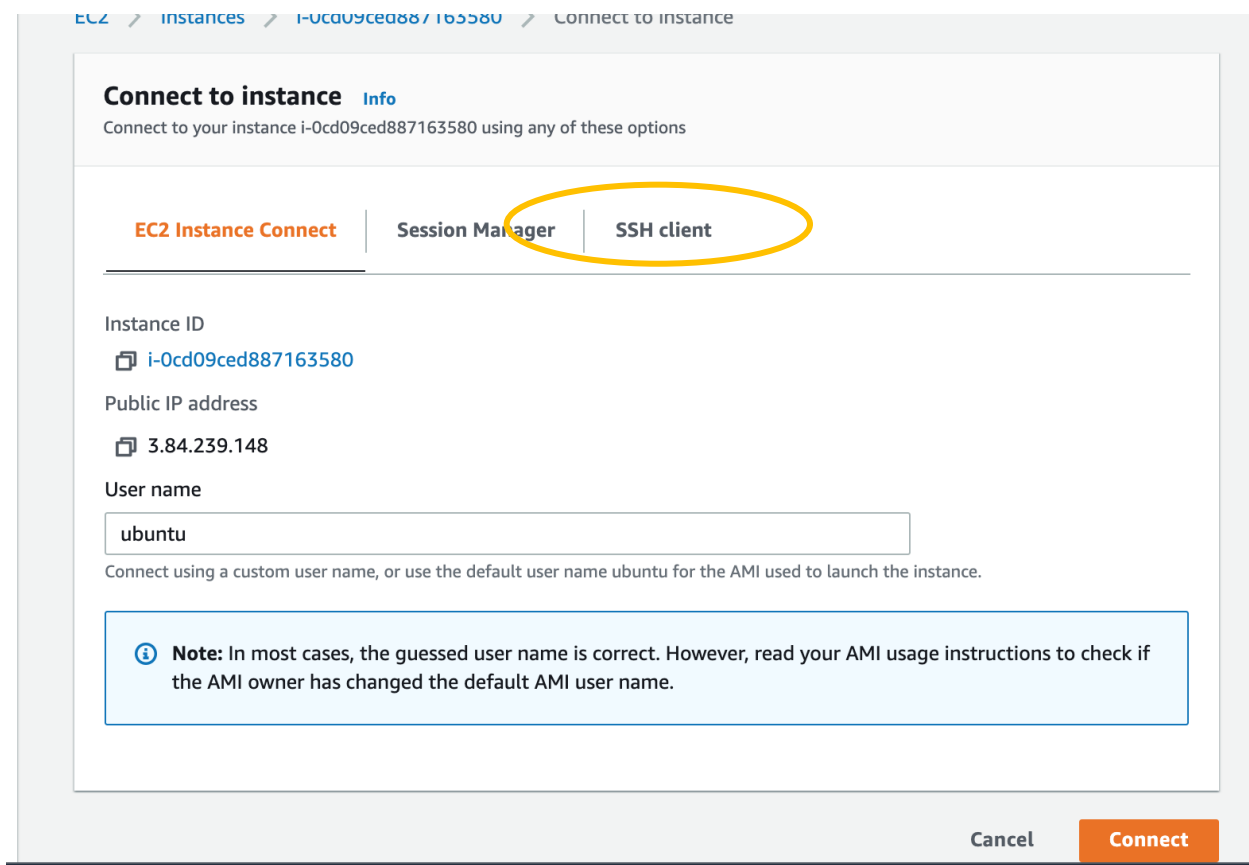 EC2 > Instances > i-0cd09ced887163580 > Connect to instance
Connect to instance Info
Connect to your instance i-0cd09ced887163580 using any of these options
EC2 Instance Connect Session Manager SSH client
Instance ID
i-0cd09ced887163580
Public IP address
3.84.239.148
User name
ubuntu
Connect using a custom user name, or use the default user name ubuntu for the AMI used to launch the instance.
Note: In most cases, the guessed user name is correct. However, read your AMI usage instructions to check if
the AMI owner has changed the default AMI user name.
Cancel Connect